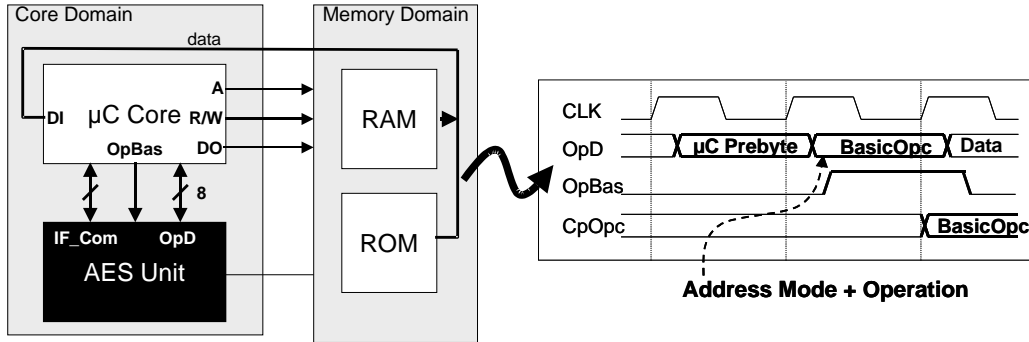 Core Domain
Memory Domain
data
A
DI
µC Core
R/W
OpBas
DO
8
IF_Com
OpD
AES Unit
RAM
ROM
CLK
OpD
µC Prebyte
BasicOpc
Data
OpBas
CpOpc
BasicOpc
Address Mode + Operation